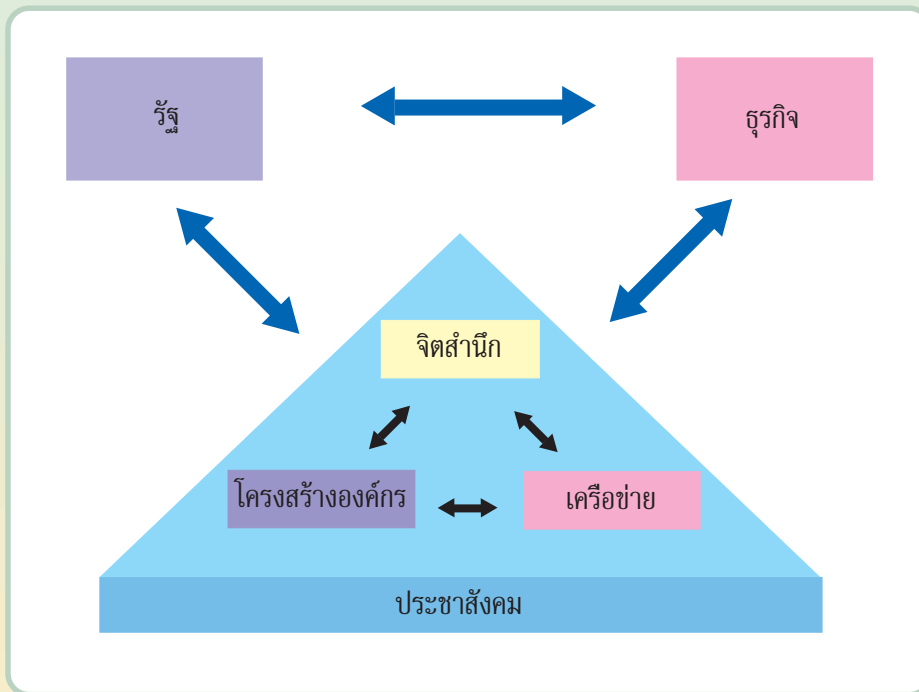 รัฐ
ธุรกิจ
จิตสำนึก
โครงสร้างองค์กร
เครือข่าย
ประชาสังคม